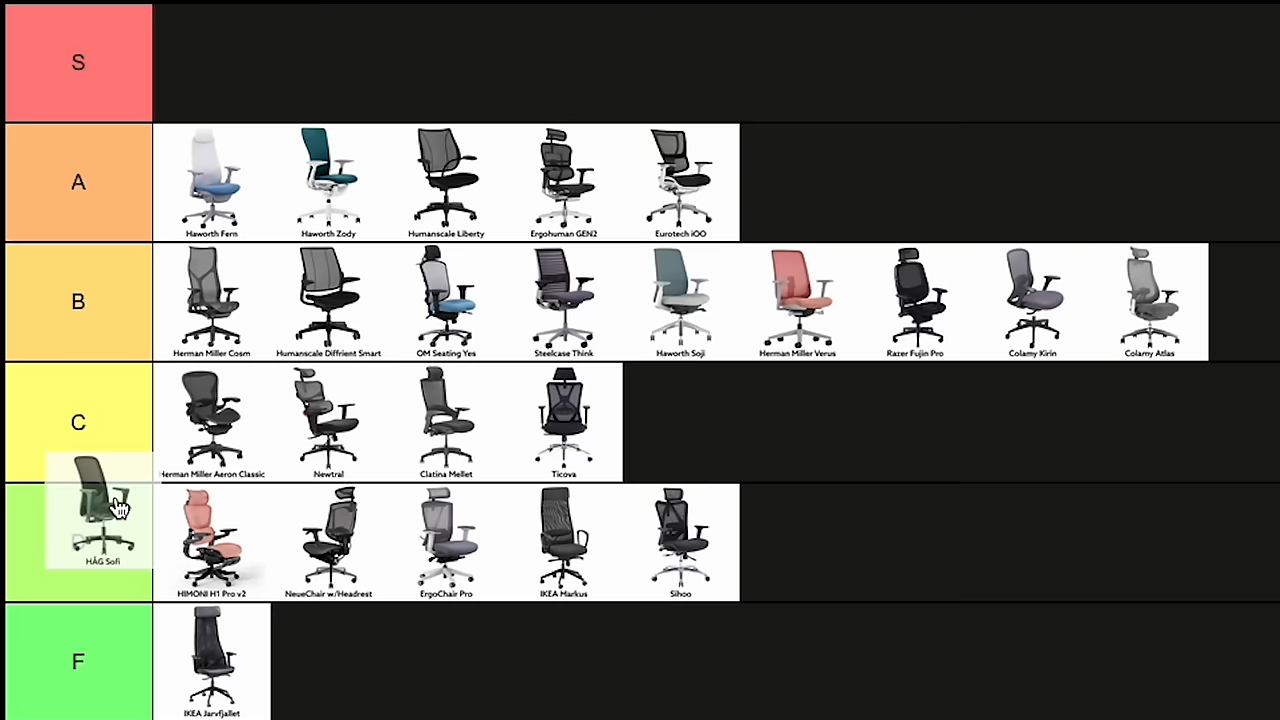 S
A
Haworth Fern
Haworth Zody
Humanscale Liberty
Ergohuman GEN2
Eurotech iOO
B
Herman Miller Cosm
Humanscale Diffrient Smart
OM Seating Yes
Steelcase Think
Haworth Soji
Herman Miller Verus
Razer Fujin Pro
Colamy Kirin
Colamy Atlas
C
Herman Miller Aeron Classic
Newtral
Clatina Mellet
Ticova
HÅG Sofi
HIMONI H1 Pro v2
NeueChair w/Headrest
ErgoChair Pro
IKEA Markus
Sihoo
F
IKEA Jarvfjallet